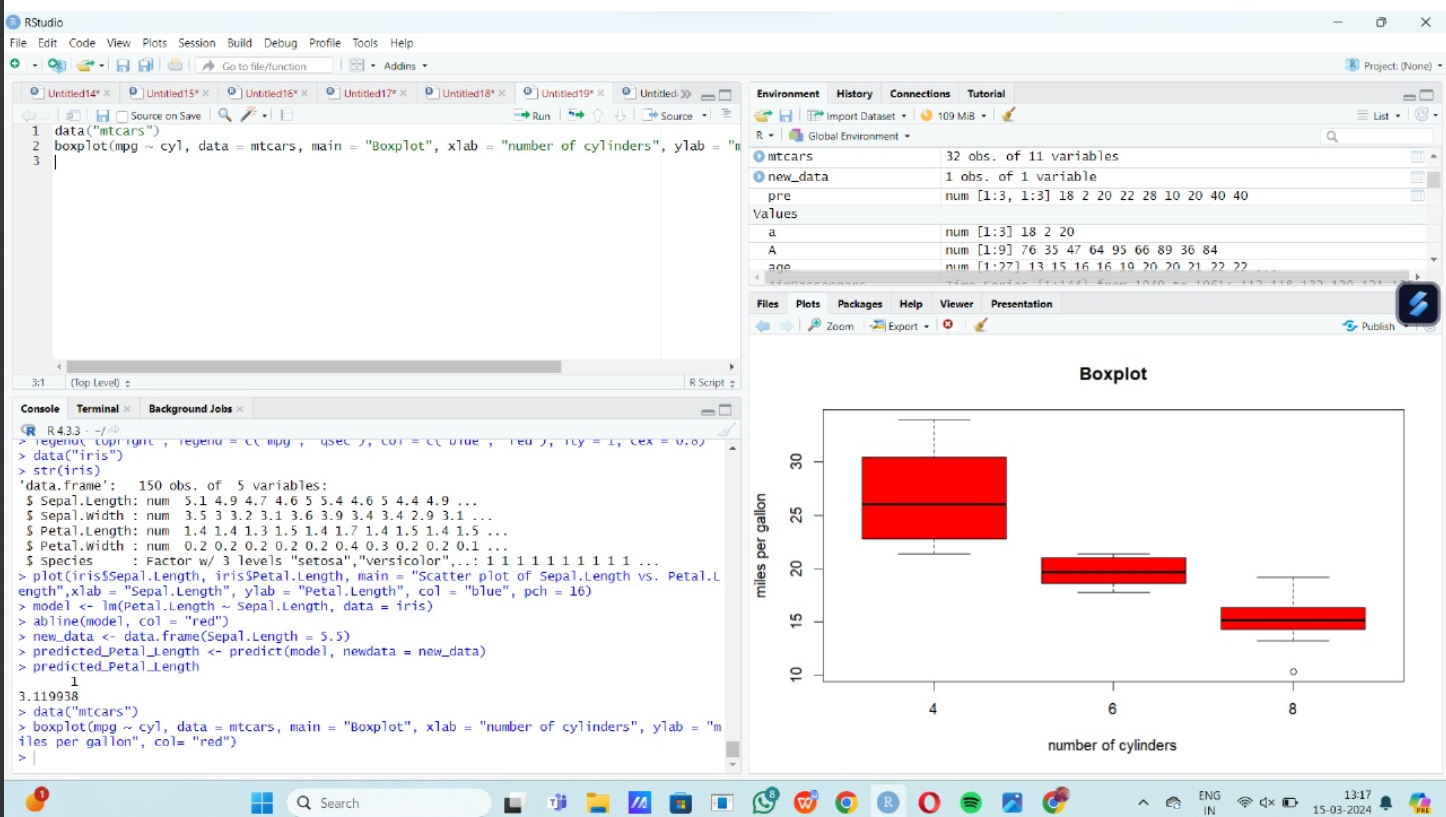 RStudio
File Edit Code View Plots Session Build Debug Profile Tools Help
Go to file/function
Addins
Project: (None)
Untitled14* Untitled15* Untitled16* Untitled17* Untitled18* Untitled19* Untitled
Source on Save
Run
Source
1 data("mtcars")
2 boxplot(mpg ~ cyl, data = mtcars, main = "Boxplot", xlab = "number of cylinders", ylab = "m
3
3:1 (Top Level) R Script
Console Terminal Background Jobs
R 4.3.3 · ~/
> legend("topright", legend = c("mpg", "qsec"), col = c("blue", "red"), lty = 1, cex = 0.8)
> data("iris")
> str(iris)
'data.frame': 150 obs. of 5 variables:
$ Sepal.Length: num 5.1 4.9 4.7 4.6 5 5.4 4.6 5 4.4 4.9 ...
$ Sepal.Width : num 3.5 3 3.2 3.1 3.6 3.9 3.4 3.4 2.9 3.1 ...
$ Petal.Length: num 1.4 1.4 1.3 1.5 1.4 1.7 1.4 1.5 1.4 1.5 ...
$ Petal.Width : num 0.2 0.2 0.2 0.2 0.2 0.4 0.3 0.2 0.2 0.1 ...
$ Species : Factor w/ 3 levels "setosa","versicolor",..: 1 1 1 1 1 1 1 1 1 1 ...
> plot(iris$Sepal.Length, iris$Petal.Length, main = "Scatter plot of Sepal.Length vs. Petal.L
ength",xlab = "Sepal.Length", ylab = "Petal.Length", col = "blue", pch = 16)
> model <- lm(Petal.Length ~ Sepal.Length, data = iris)
> abline(model, col = "red")
> new_data <- data.frame(Sepal.Length = 5.5)
> predicted_Petal_Length <- predict(model, newdata = new_data)
> predicted_Petal_Length
1
3.119938
> data("mtcars")
> boxplot(mpg ~ cyl, data = mtcars, main = "Boxplot", xlab = "number of cylinders", ylab = "m
iles per gallon", col= "red")
>
Environment History Connections Tutorial
Import Dataset 109 MiB List
R Global Environment
mtcars 32 obs. of 11 variables
new_data 1 obs. of 1 variable
pre num [1:3, 1:3] 18 2 20 22 28 10 20 40 40
Values
a num [1:3] 18 2 20
A num [1:9] 76 35 47 64 95 66 89 36 84
age num [1:27] 13 15 16 16 19 20 20 21 22 22 ...
Files Plots Packages Help Viewer Presentation
Zoom Export Publish
Boxplot
miles per gallon
30
25
20
15
10
4 6 8
number of cylinders
1
Search
8
ENG
IN
13:17
15-03-2024
PRE